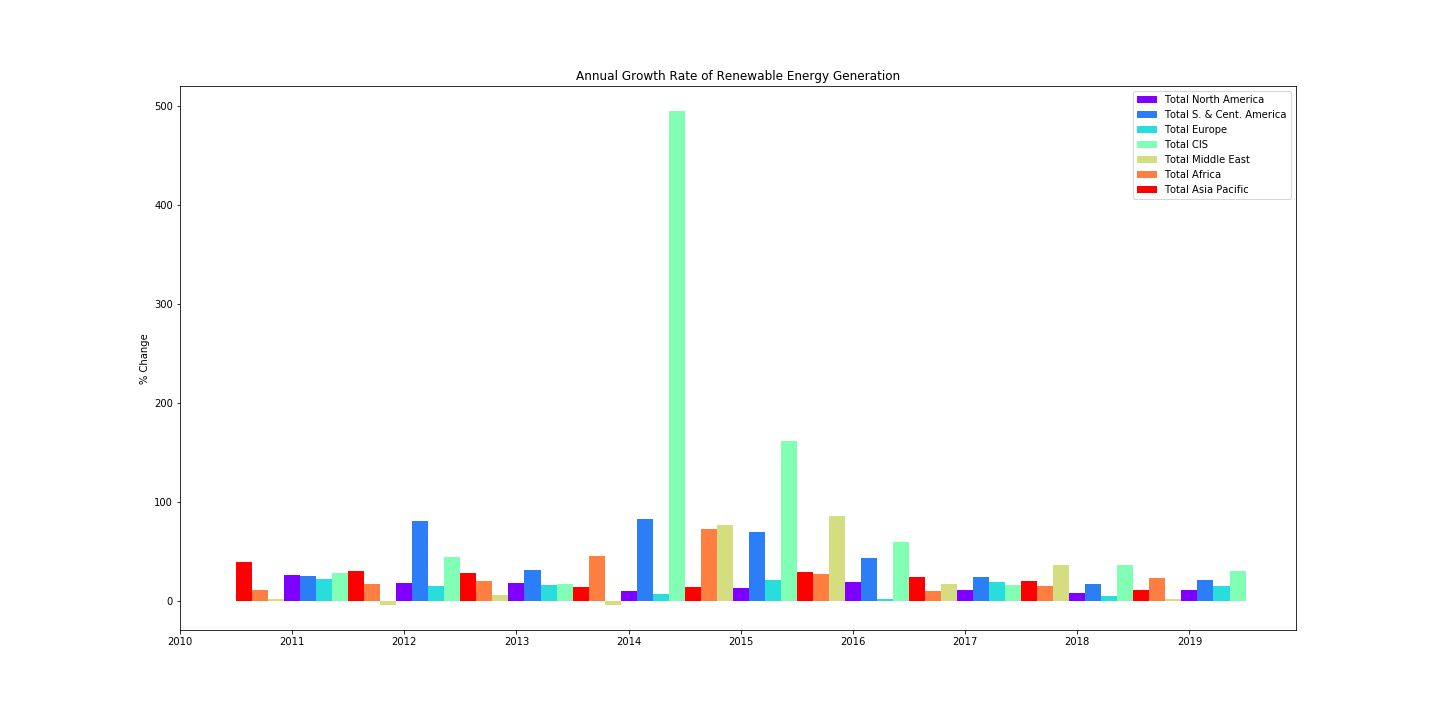 Annual Growth Rate of Renewable Energy Generation
Total North America
Total S. & Cent. America
Total Europe
Total CIS
Total Middle East
Total Africa
Total Asia Pacific
% Change
500
400
300
200
100
0
2010 2011 2012 2013 2014 2015 2016 2017 2018 2019